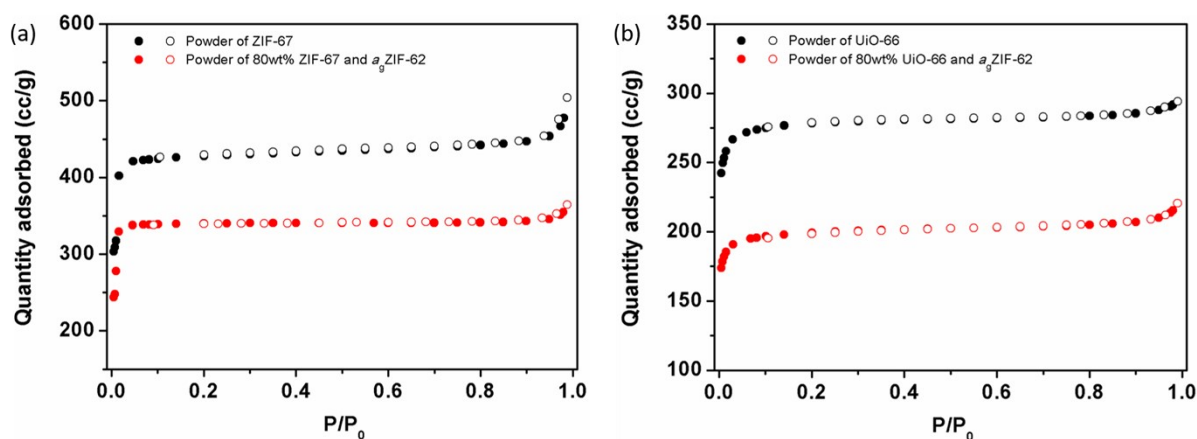 (a)
600
500
400
300
200
Quantity adsorbed (cc/g)
Powder of ZIF-67
Powder of 80wt% ZIF-67 and agZIF-62
0.0 0.2 0.4 0.6 0.8 1.0
P/P0
(b)
350
300
250
200
150
100
Quantity adsorbed (cc/g)
Powder of UiO-66
Powder of 80wt% UiO-66 and agZIF-62
0.0 0.2 0.4 0.6 0.8 1.0
P/P0